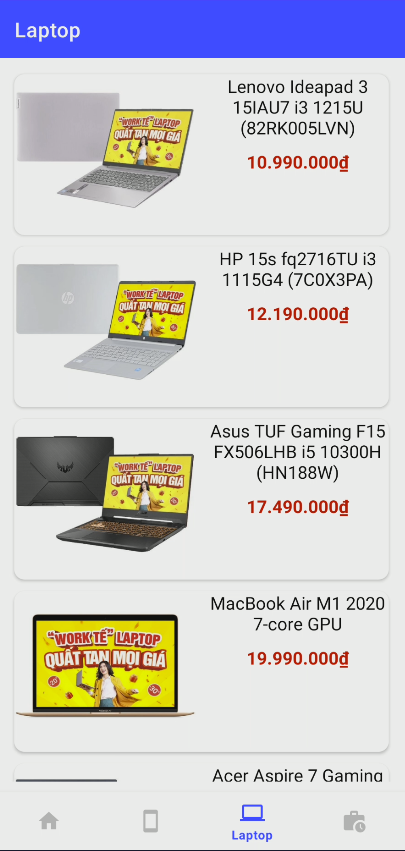 Laptop
Lenovo Ideapad 3
15IAU7 i3 1215U
(82RK005LVN)
10.990.000₫
"WORK TẾ" LAPTOP
QUẤT TAN MỌI GIÁ
HP 15s fq2716TU i3
1115G4 (7C0X3PA)
12.190.000₫
"WORK TẾ" LAPTOP
QUẤT TAN MỌI GIÁ
Asus TUF Gaming F15
FX506LHB i5 10300H
(HN188W)
17.490.000₫
"WORK TẾ" LAPTOP
QUẤT TAN MỌI GIÁ
MacBook Air M1 2020
7-core GPU
19.990.000₫
"WORK TẾ" LAPTOP
QUẤT TAN MỌI GIÁ
Acer Aspire 7 Gaming
Laptop